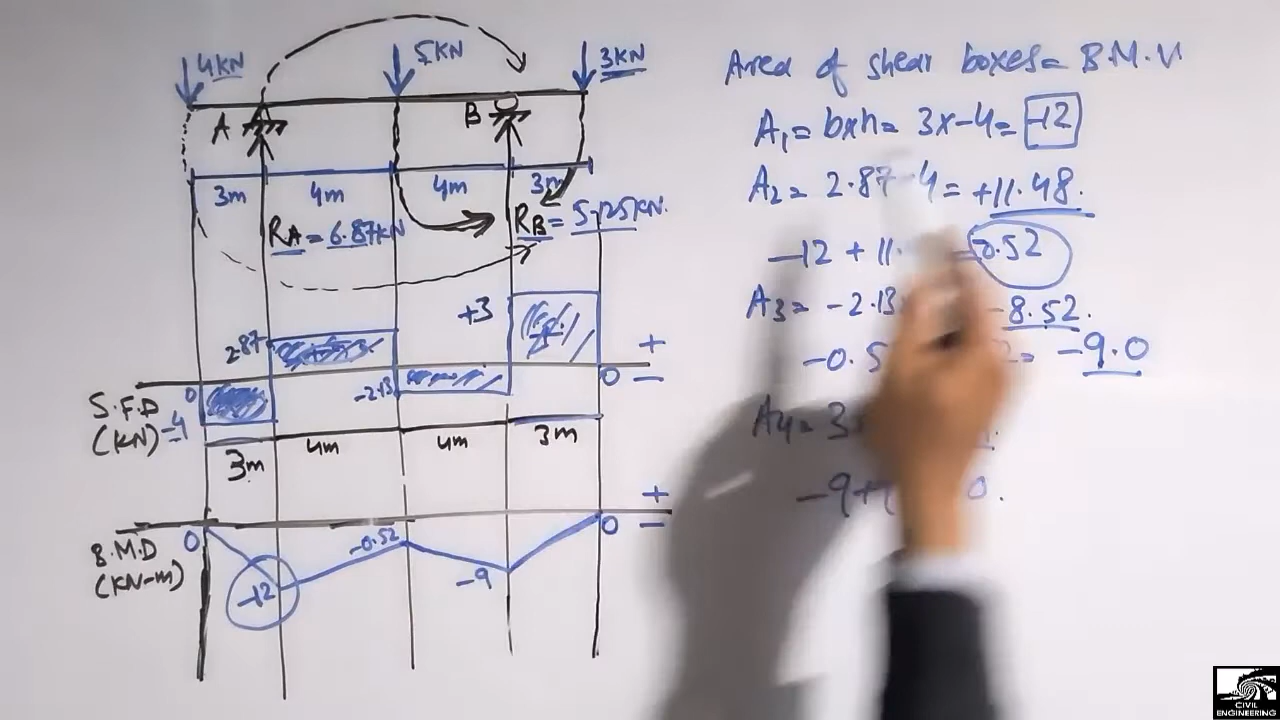 4KN 5KN 3KN
A B
3m 4m 4m 3m
RA = 6.87KN RB = 5.125KN.
+3
2.87
0 -2.13 0 + −
S.F.D
(KN) -4
3m 4m 4m 3m
+ −
0 -0.52 0
B.M.D
(KN-m)
-12 -9
Area of shear boxes = B.M.V
A1 = bxh = 3x-4 = -12
A2 = 2.87 4 = +11.48.
-12 + 11. = 0.52
A3 = -2.13 -8.52.
-0.5 = -9.0
A4 = 3
-9+ 0.
CIVIL
ENGINEERING